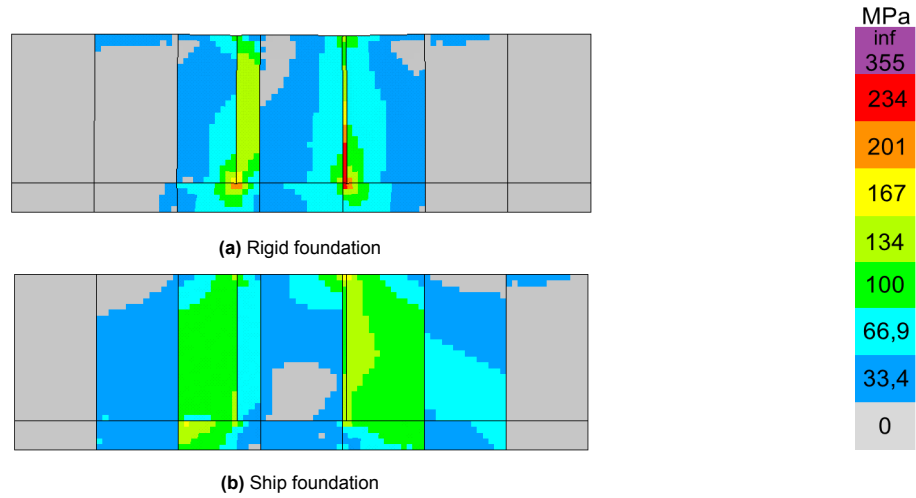 MPa
inf
355
234
201
167
134
100
66,9
33,4
0
(a) Rigid foundation
(b) Ship foundation